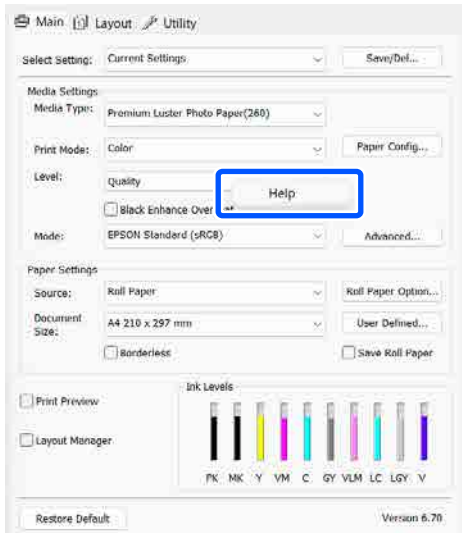 Main Layout Utility
Select Setting: Current Settings Save/Del...
Media Settings
Media Type: Premium Luster Photo Paper(260)
Print Mode: Color Paper Config...
Level: Quality
Help
Black Enhance Over
Mode: EPSON Standard (sRGB) Advanced...
Paper Settings
Source: Roll Paper Roll Paper Option...
Document Size: A4 210 x 297 mm User Defined...
Borderless Save Roll Paper
Ink Levels
Print Preview
Layout Manager
PK MK Y VM C GY VLM LC LGY V
Restore Default Version 6.70